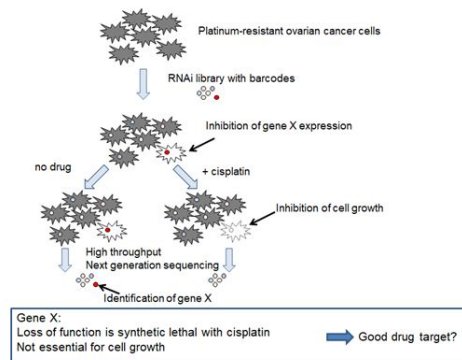 Platinum-resistant ovarian cancer cells
RNAi library with barcodes
Inhibition of gene X expression
no drug
+ cisplatin
Inhibition of cell growth
High throughput
Next generation sequencing
Identification of gene X
Gene X:
Loss of function is synthetic lethal with cisplatin
Not essential for cell growth
Good drug target?